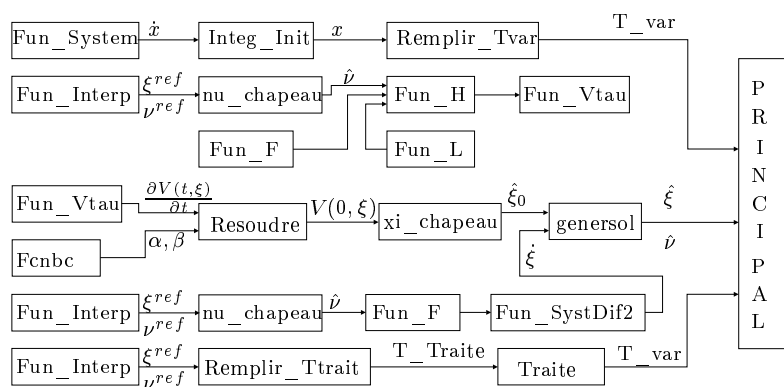 T_var
Fun_System ẋ Integ_Init x Remplir_Tvar
Fun_Interp ξ^{ref} ν^{ref} nu_chapeau ν̂ Fun_H Fun_Vtau
Fun_F Fun_L
Fun_Vtau ∂V(t,ξ)/∂t Resoudre V(0,ξ) xi_chapeau ξ̂_0 genersol ξ̂ ν̂
Fcnbc α,β ξ̇
Fun_Interp ξ^{ref} ν^{ref} nu_chapeau ν̂ Fun_F Fun_SystDif2
Fun_Interp ξ^{ref} ν^{ref} Remplir_Ttrait T_Traite Traite T_var
PRINCIPAL